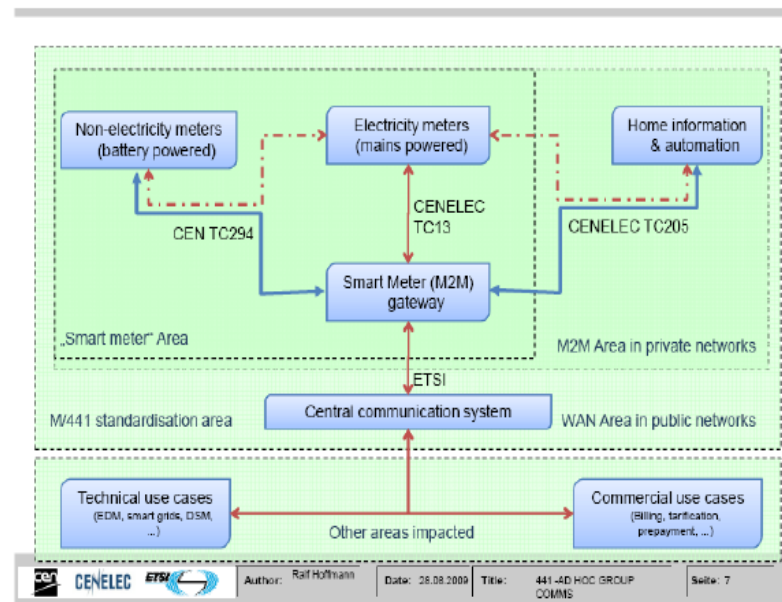 Non-electricity meters
(battery powered)
Electricity meters
(mains powered)
Home information
& automation
CEN TC294
CENELEC
TC13
CENELEC TC205
Smart Meter (M2M)
gateway
„Smart meter“ Area
M2M Area in private networks
ETSI
Central communication system
M/441 standardisation area
WAN Area in public networks
Technical use cases
(EDM, smart grids, DSM,
...)
Commercial use cases
(Billing, tarification,
prepayment, ...)
Other areas impacted
cen
CENELEC
ETSI
Author:
Ralf Hoffmann
Date: 28.08.2009
Title:
441 -AD HOC GROUP
COMMS
Seite: 7